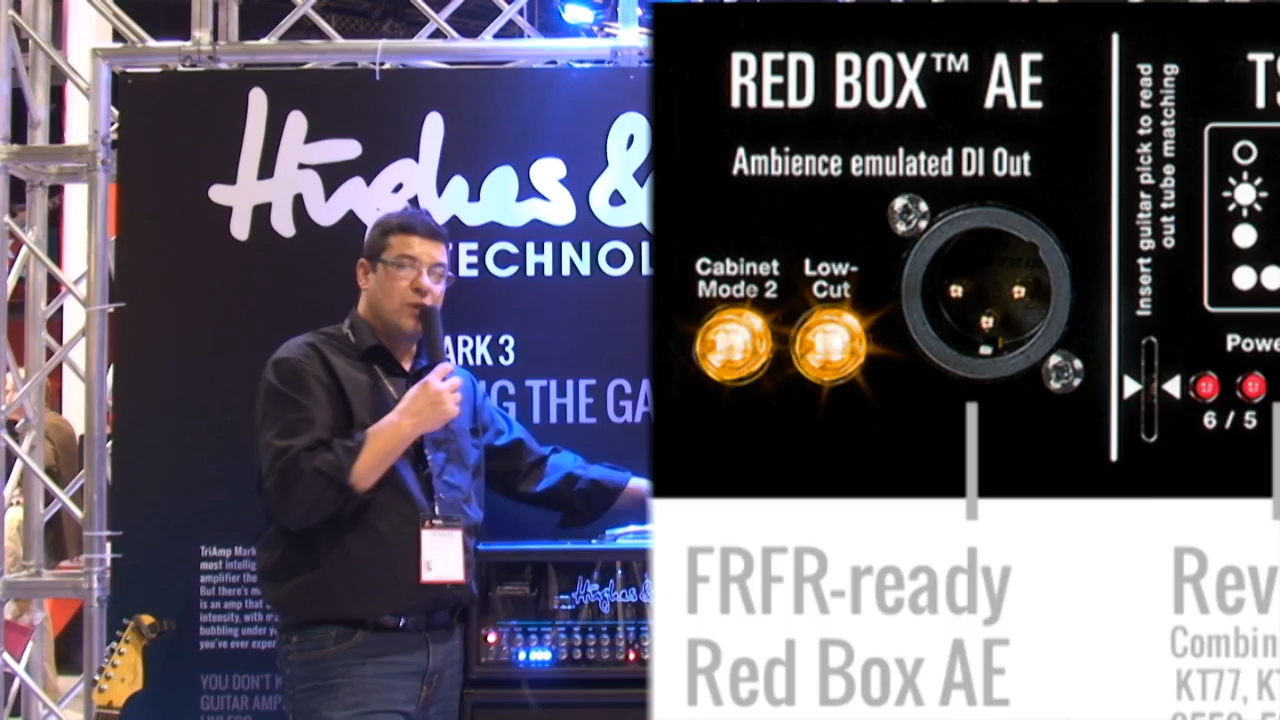 Hughes &
TECHNOL
ARK 3
G THE GA
TriAmp Mark
most intellig
amplifier the
But there's m
is an amp that
intensity, with m
bubbling under y
you've ever exper
YOU DON'T K
GUITAR AMP
Hughes &
RED BOX™ AE
Ambience emulated DI Out
Cabinet
Mode 2
Low-
Cut
Insert guitar pick to read
out tube matching
TS
Powe
6 / 5
FRFR-ready
Red Box AE
Rev
Combin
KT77, K